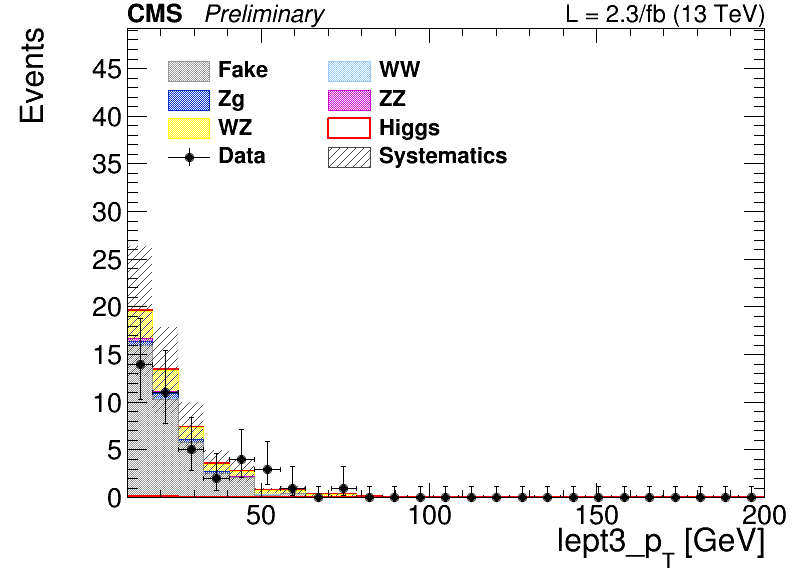 CMS Preliminary L = 2.3/fb (13 TeV)
Events
45
40
35
30
25
20
15
10
5
0
Fake WW
Zg ZZ
WZ Higgs
Data Systematics
50 100 150 200
lept3_p_T [GeV]